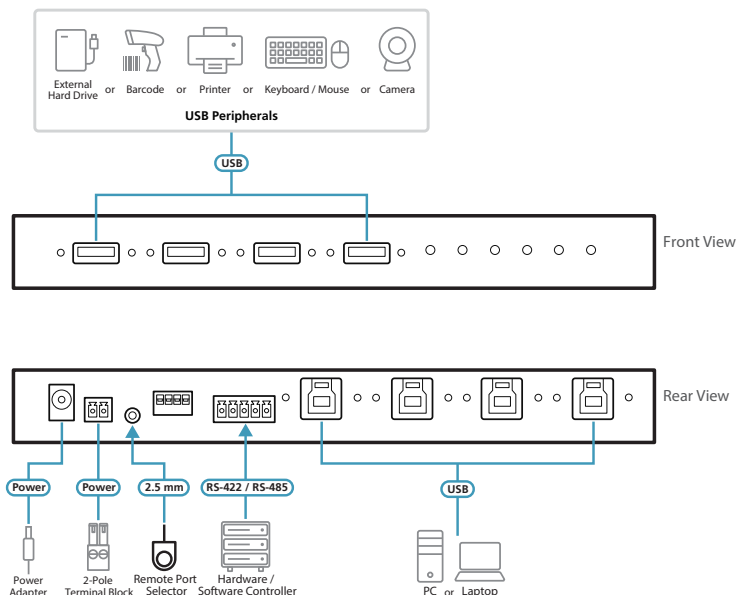 External
Hard Drive or Barcode or Printer or Keyboard / Mouse or Camera
USB Peripherals
USB
Front View
Rear View
Power Power 2.5 mm RS-422 / RS-485 USB
Power
Adapter
2-Pole
Terminal Block
Remote Port
Selector
Hardware /
Software Controller
PC or Laptop